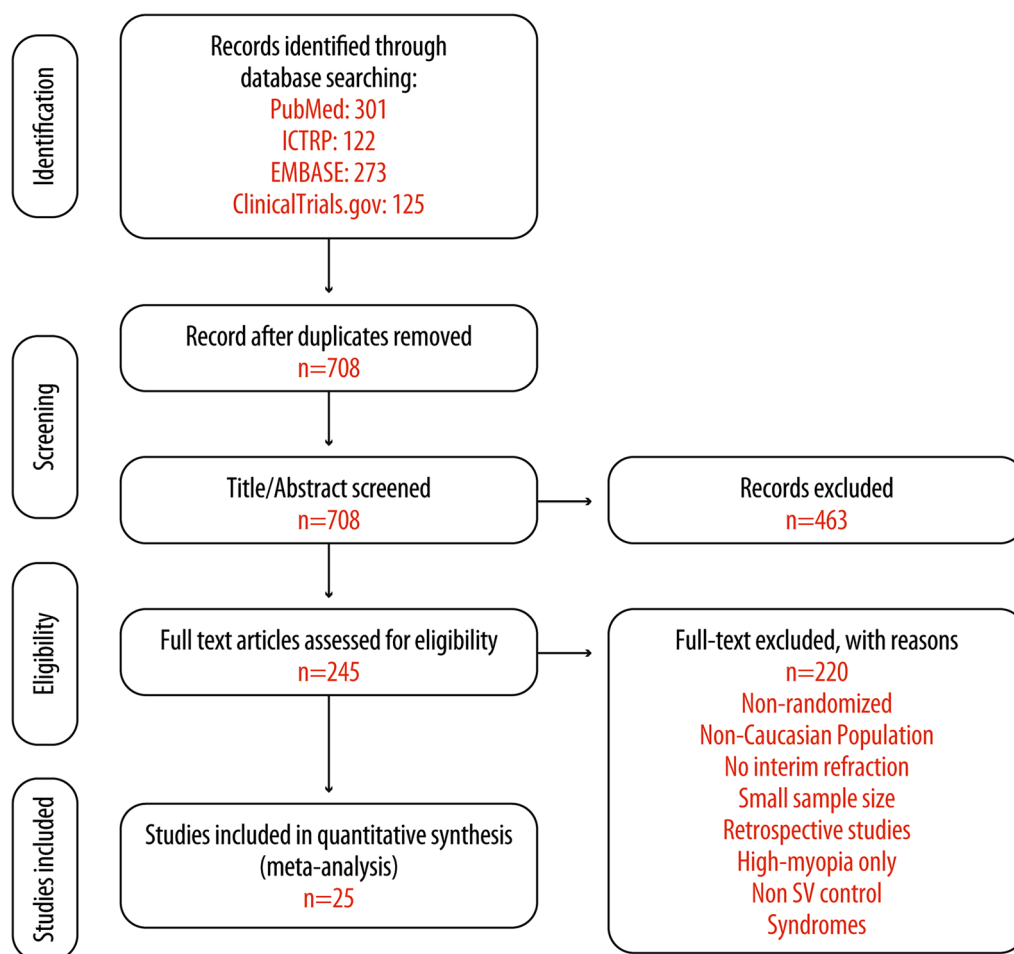 Identification
Records identified through
database searching:
PubMed: 301
ICTRP: 122
EMBASE: 273
ClinicalTrials.gov: 125
Screening
Record after duplicates removed
n=708
Title/Abstract screened
n=708
Records excluded
n=463
Eligibility
Full text articles assessed for eligibility
n=245
Full-text excluded, with reasons
n=220
Non-randomized
Non-Caucasian Population
No interim refraction
Small sample size
Retrospective studies
High-myopia only
Non SV control
Syndromes
Studies included
Studies included in quantitative synthesis
(meta-analysis)
n=25